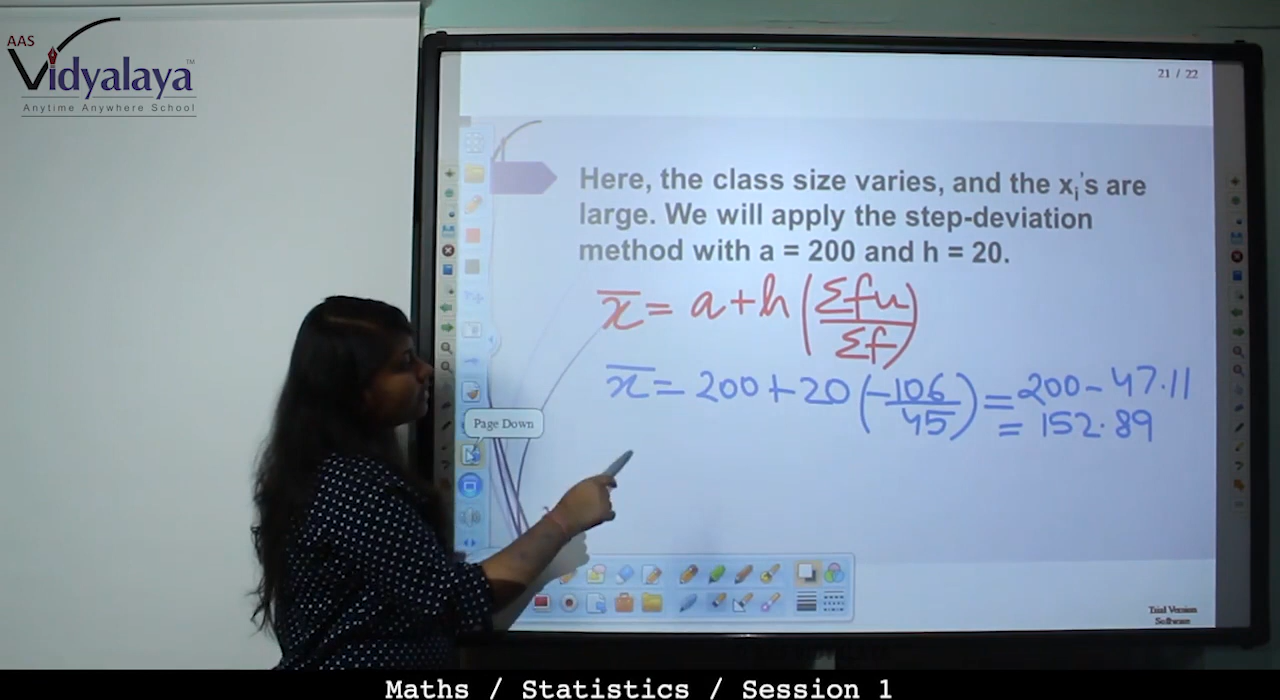 AAS
Vidyalaya™
Anytime Anywhere School
21 / 22
Here, the class size varies, and the xᵢ's are
large. We will apply the step-deviation
method with a = 200 and h = 20.
x̄ = a + h (Σfu / Σf)
x̄ = 200 + 20 (-106 / 45) = 200 - 47.11
= 152.89
Page Down
Trial Version
Software
Maths / Statistics / Session 1